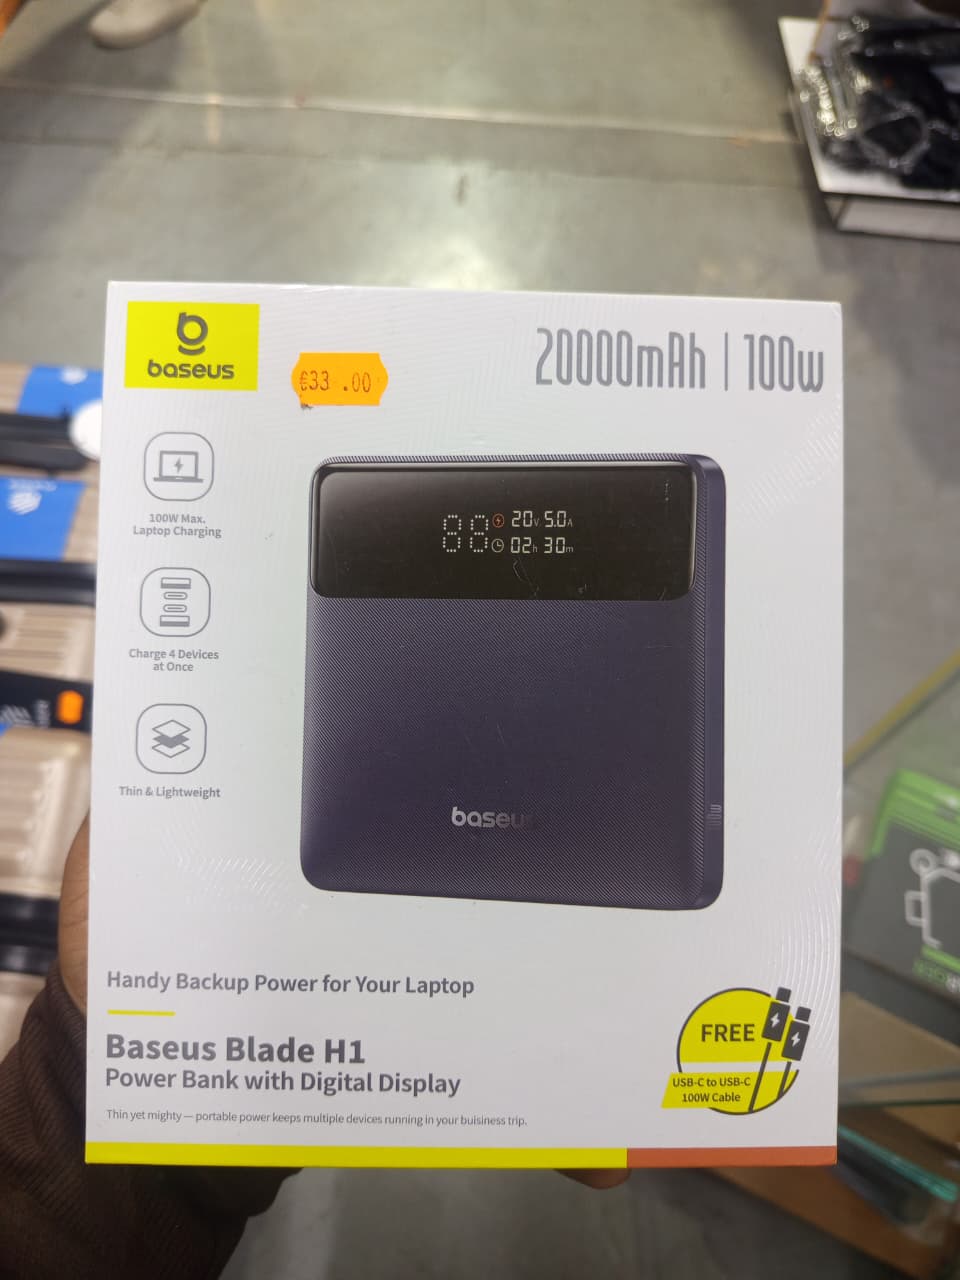 baseus
€33.00
20000mAh | 100w
100W Max.
Laptop Charging
Charge 4 Devices
at Once
Thin & Lightweight
88 20V 5.0A
02h 30m
baseus
Handy Backup Power for Your Laptop
Baseus Blade H1
Power Bank with Digital Display
Thin yet mighty — portable power keeps multiple devices running in your buisiness trip.
FREE
USB-C to USB-C
100W Cable